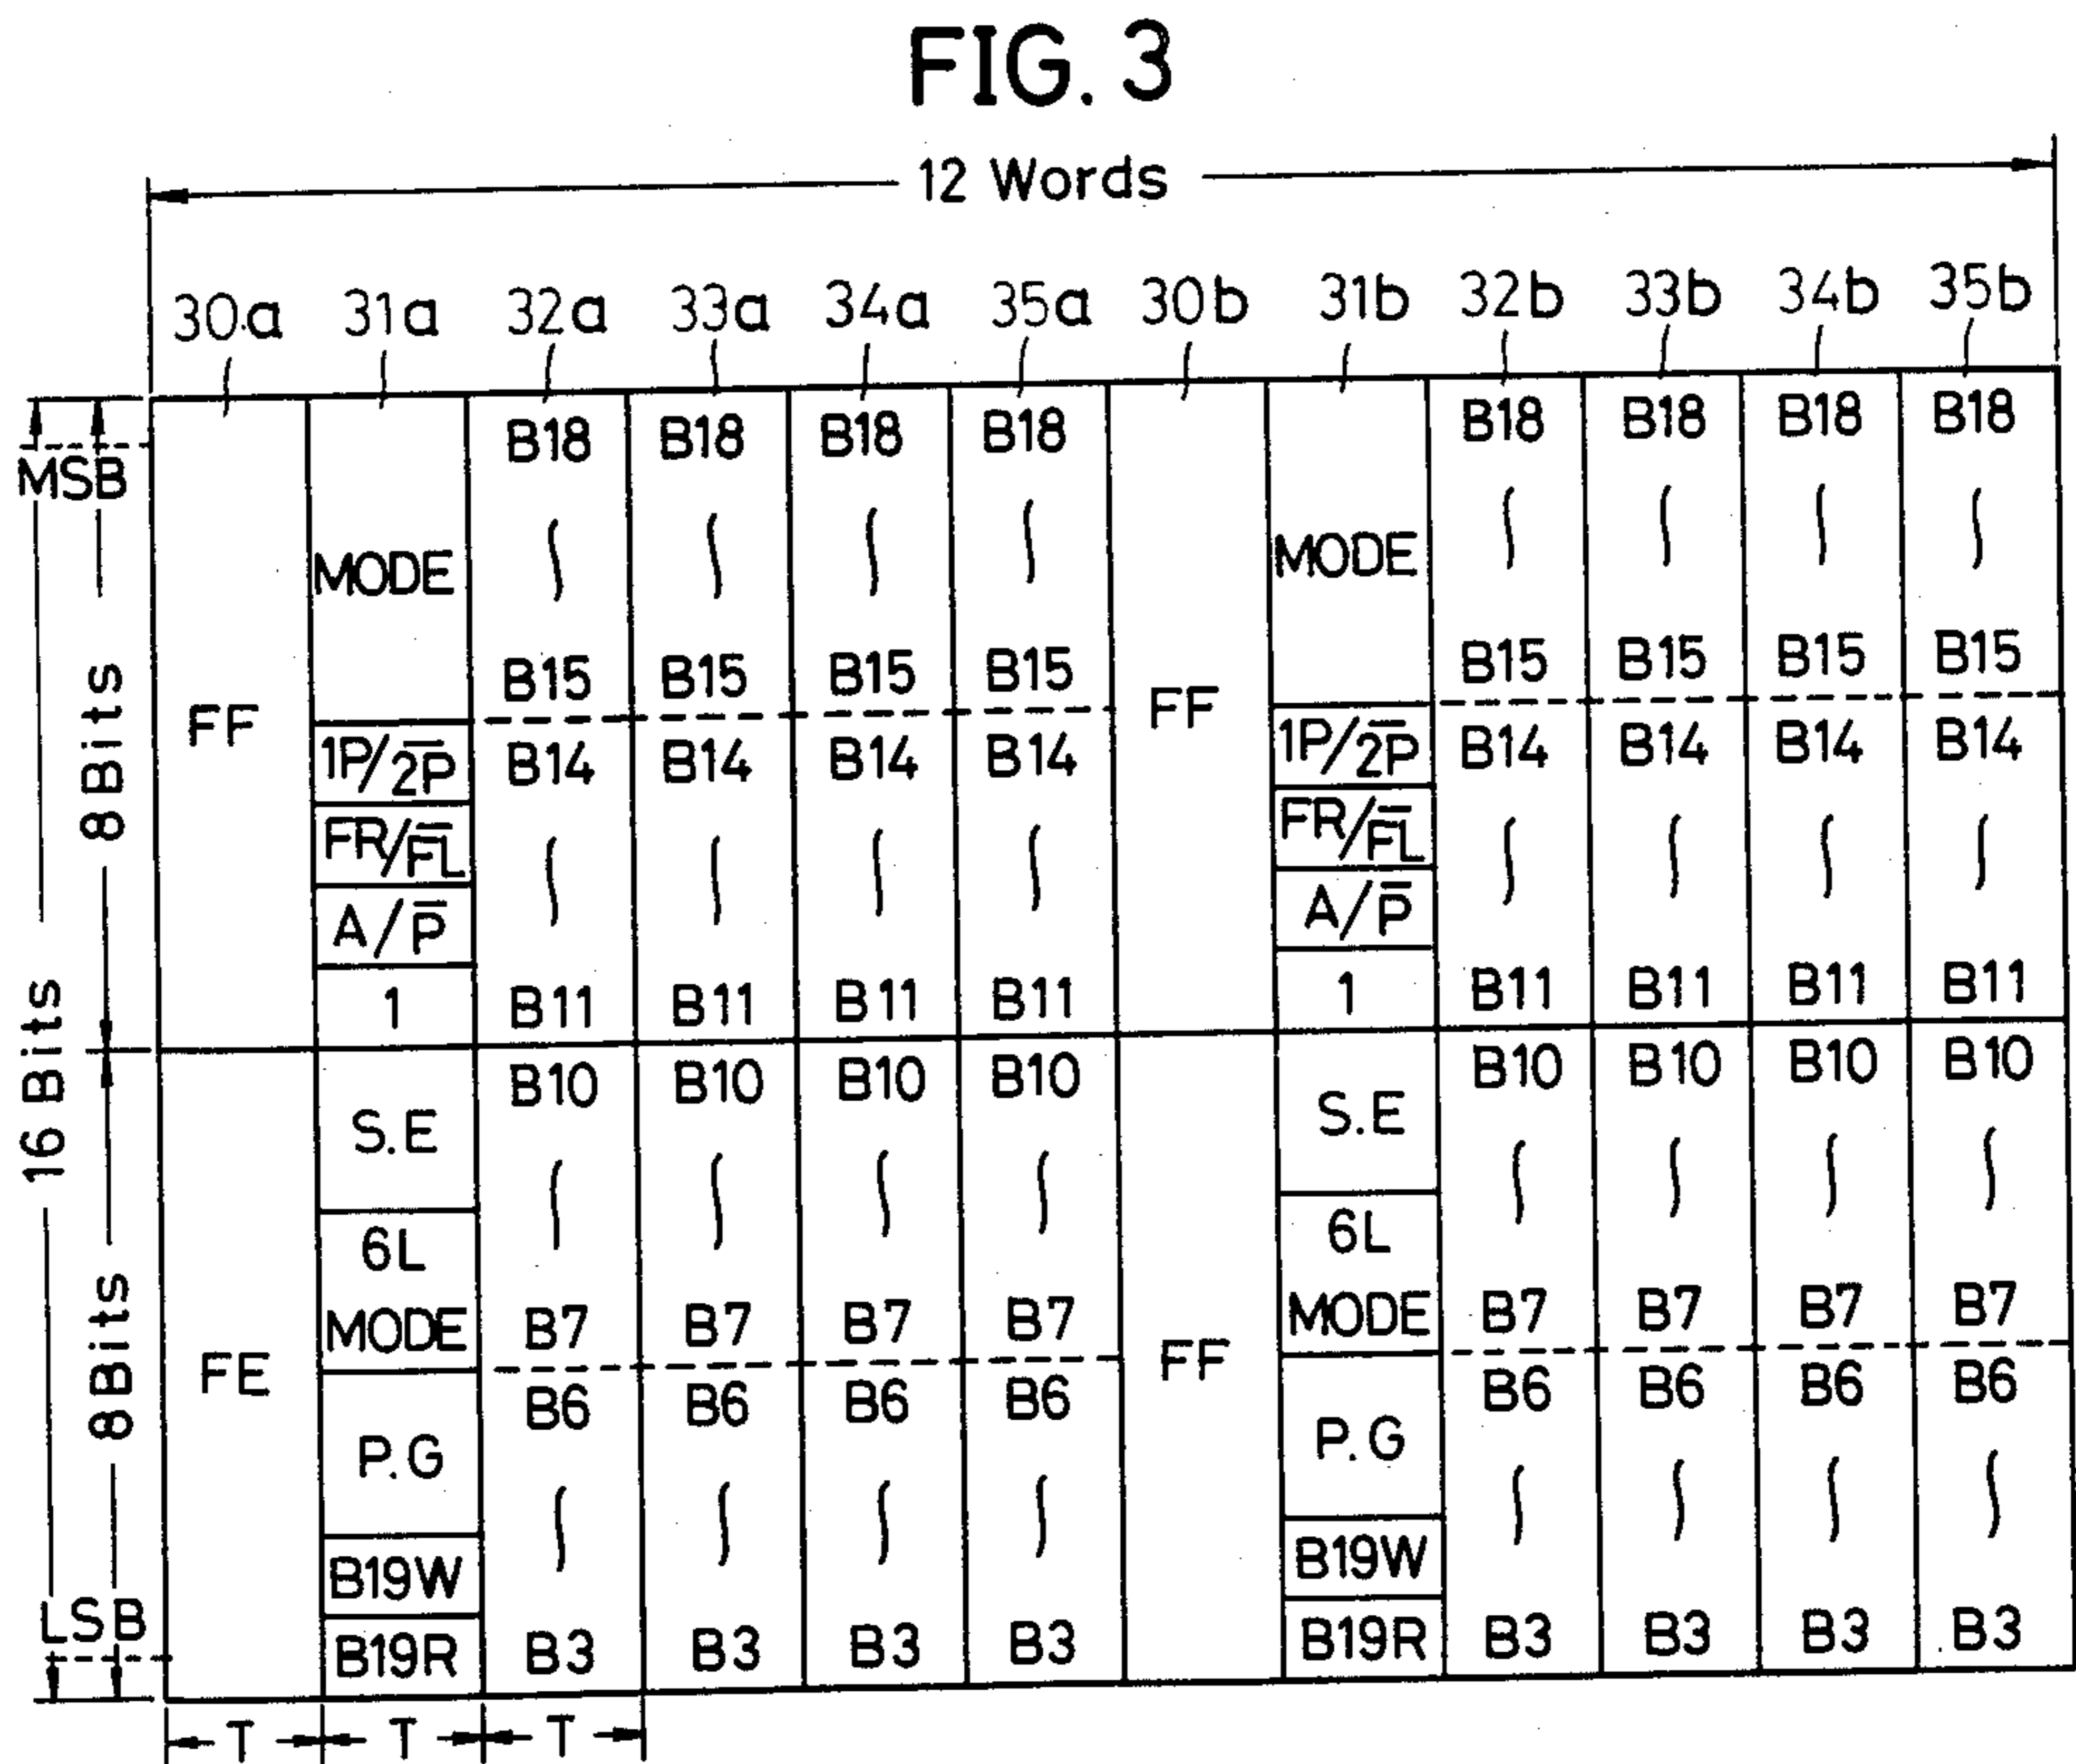 FIG. 3
12 Words
30a 31a 32a 33a 34a 35a 30b 31b 32b 33b 34b 35b
B18 B18 B18 B18 B18 B18 B18 B18
MSB
MODE MODE
B15 B15 B15 B15 B15 B15 B15 B15
FF FF
1P/2̅P̅ B14 B14 B14 B14 1P/2̅P̅ B14 B14 B14 B14
FR/F̅L̅ FR/F̅L̅
A/P̅ A/P̅
1 B11 B11 B11 B11 1 B11 B11 B11 B11
8 Bits
16 Bits
S.E B10 B10 B10 B10 S.E B10 B10 B10 B10
6L 6L
MODE B7 B7 B7 B7 MODE B7 B7 B7 B7
FE FF
B6 B6 B6 B6 B6 B6 B6 B6
8 Bits
P.G P.G
B19W B19W
LSB
B19R B3 B3 B3 B3 B19R B3 B3 B3 B3
T T T